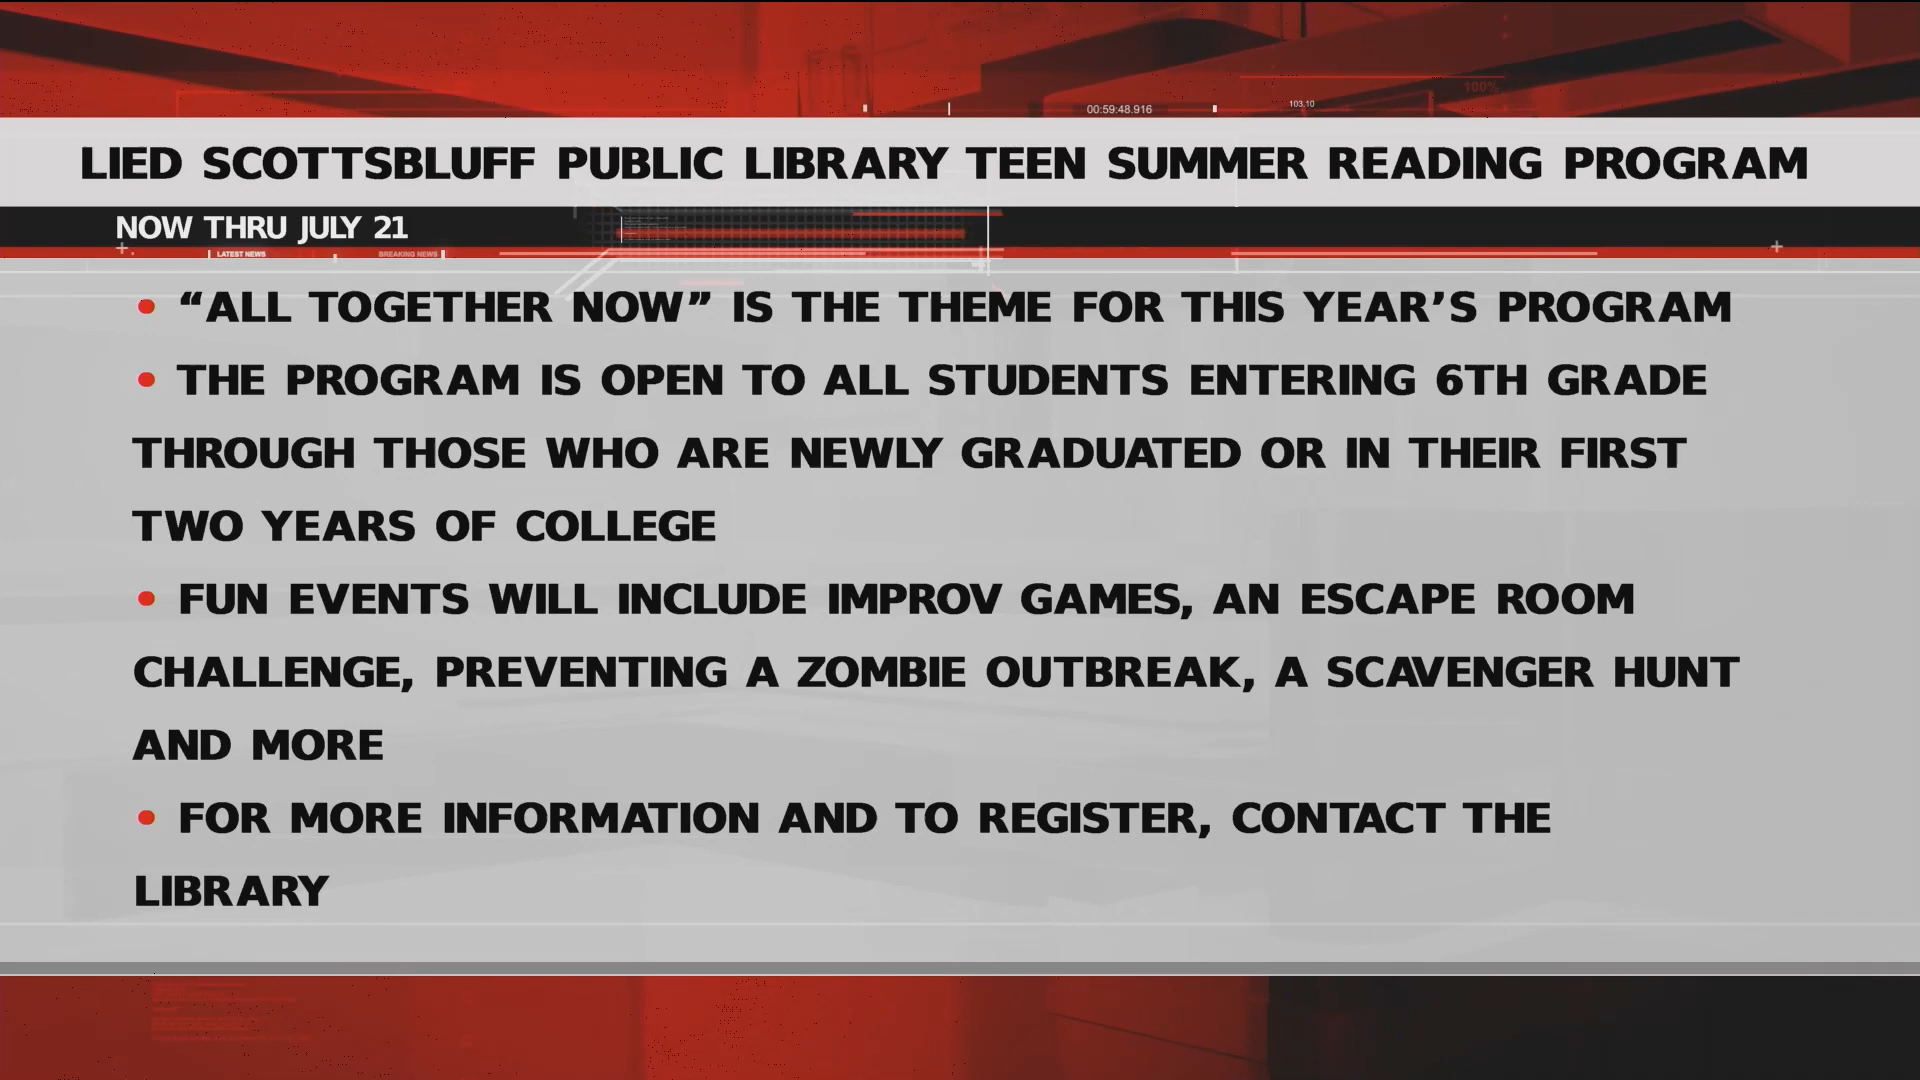 100%
00:59:48.916
103.10
LIED SCOTTSBLUFF PUBLIC LIBRARY TEEN SUMMER READING PROGRAM
NOW THRU JULY 21
LATEST NEWS
BREAKING NEWS
• “ALL TOGETHER NOW” IS THE THEME FOR THIS YEAR’S PROGRAM
• THE PROGRAM IS OPEN TO ALL STUDENTS ENTERING 6TH GRADE
THROUGH THOSE WHO ARE NEWLY GRADUATED OR IN THEIR FIRST
TWO YEARS OF COLLEGE
• FUN EVENTS WILL INCLUDE IMPROV GAMES, AN ESCAPE ROOM
CHALLENGE, PREVENTING A ZOMBIE OUTBREAK, A SCAVENGER HUNT
AND MORE
• FOR MORE INFORMATION AND TO REGISTER, CONTACT THE
LIBRARY